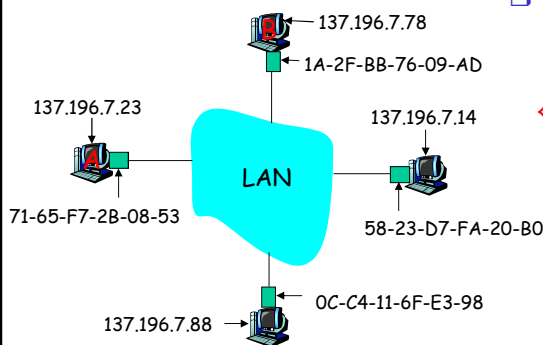 B
137.196.7.78
1A-2F-BB-76-09-AD
137.196.7.23
137.196.7.14
A
LAN
71-65-F7-2B-08-53
58-23-D7-FA-20-B0
0C-C4-11-6F-E3-98
137.196.7.88